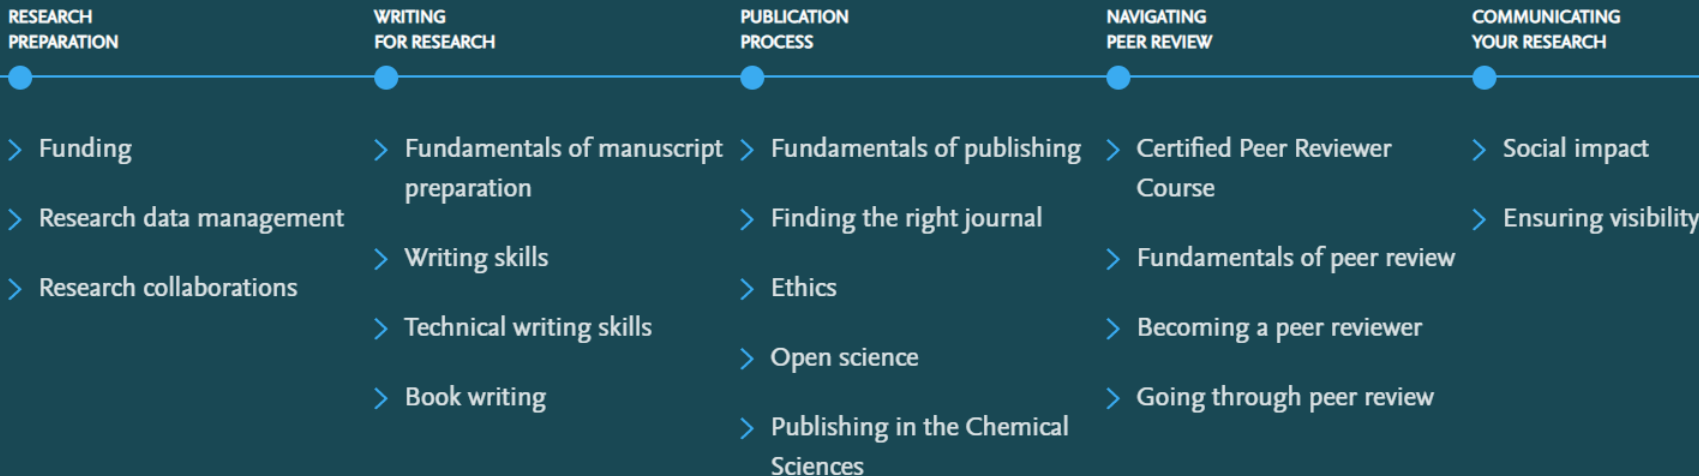 RESEARCH
PREPARATION
Funding
Research data management
Research collaborations
WRITING
FOR RESEARCH
Fundamentals of manuscript
preparation
Writing skills
Technical writing skills
Book writing
PUBLICATION
PROCESS
Fundamentals of publishing
Finding the right journal
Ethics
Open science
Publishing in the Chemical
Sciences
NAVIGATING
PEER REVIEW
Certified Peer Reviewer
Course
Fundamentals of peer review
Becoming a peer reviewer
Going through peer review
COMMUNICATING
YOUR RESEARCH
Social impact
Ensuring visibility